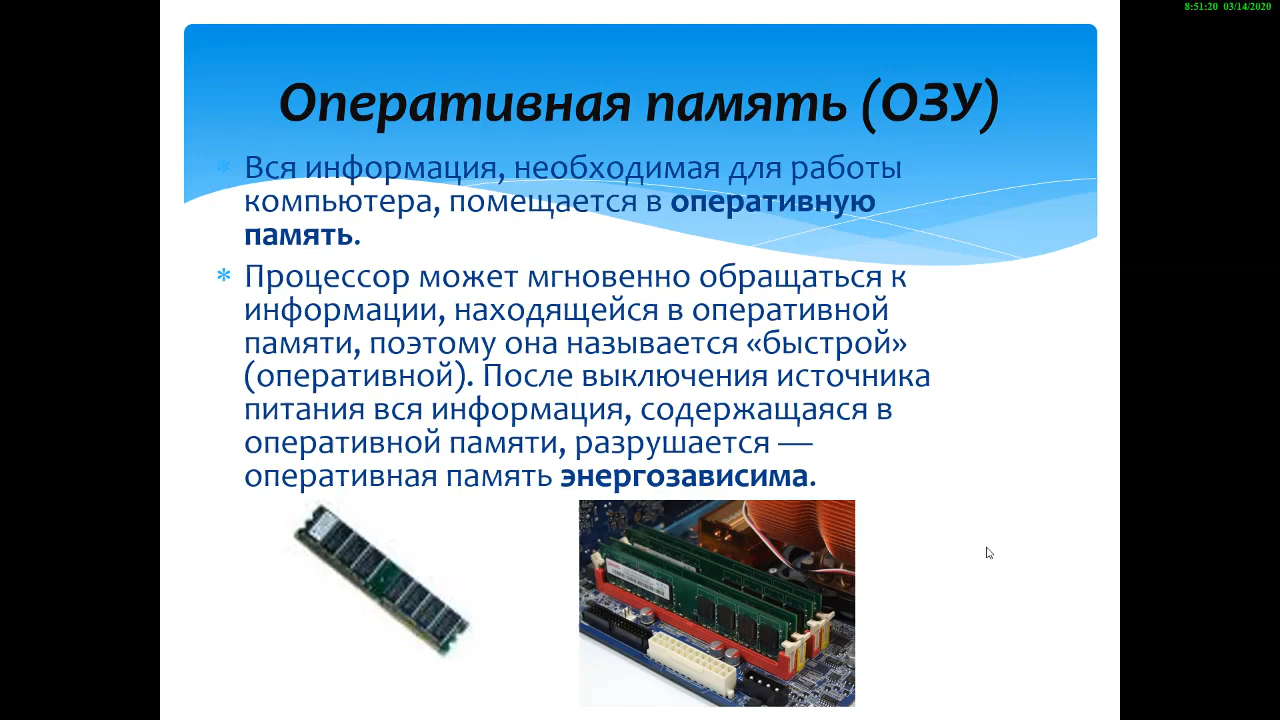 8:51:20 03/14/2020
Оперативная память (ОЗУ)
* Вся информация, необходимая для работы
компьютера, помещается в оперативную
память.
* Процессор может мгновенно обращаться к
информации, находящейся в оперативной
памяти, поэтому она называется «быстрой»
(оперативной). После выключения источника
питания вся информация, содержащаяся в
оперативной памяти, разрушается —
оперативная память энергозависима.